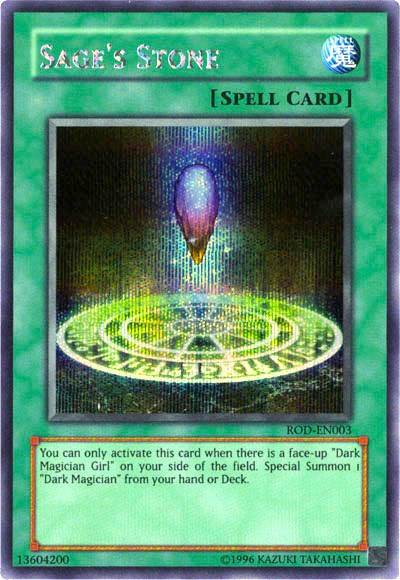 Sage's Stone
魔
[Spell Card]
ROD-EN003
You can only activate this card when there is a face-up "Dark
Magician Girl" on your side of the field. Special Summon 1
"Dark Magician" from your hand or Deck.
13604200
©1996 KAZUKI TAKAHASHI